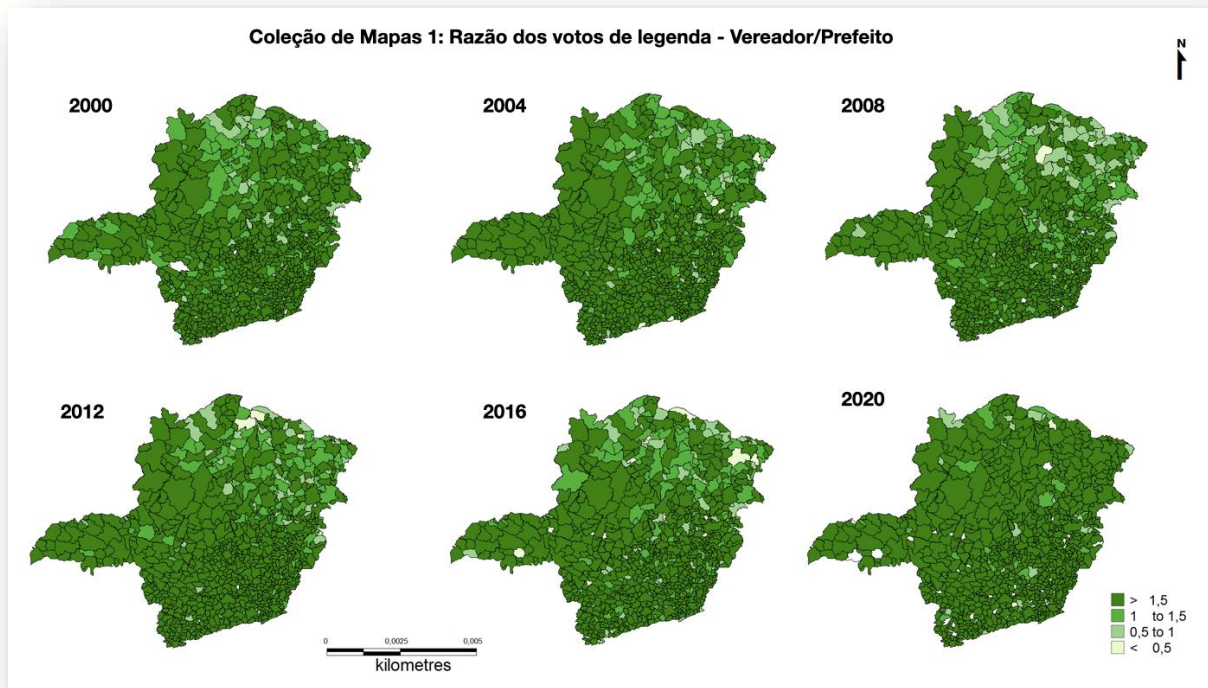 Coleção de Mapas 1: Razão dos votos de legenda - Vereador/Prefeito
N
2000
2004
2008
2012
2016
2020
0 0,0025 0,005
kilometres
> 1,5
1 to 1,5
0,5 to 1
< 0,5